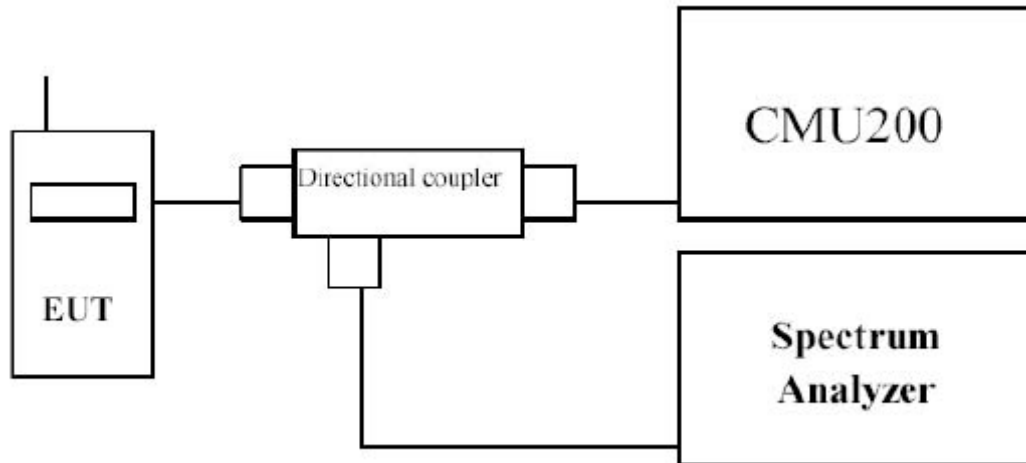 CMU200
Directional coupler
EUT
Spectrum
Analyzer